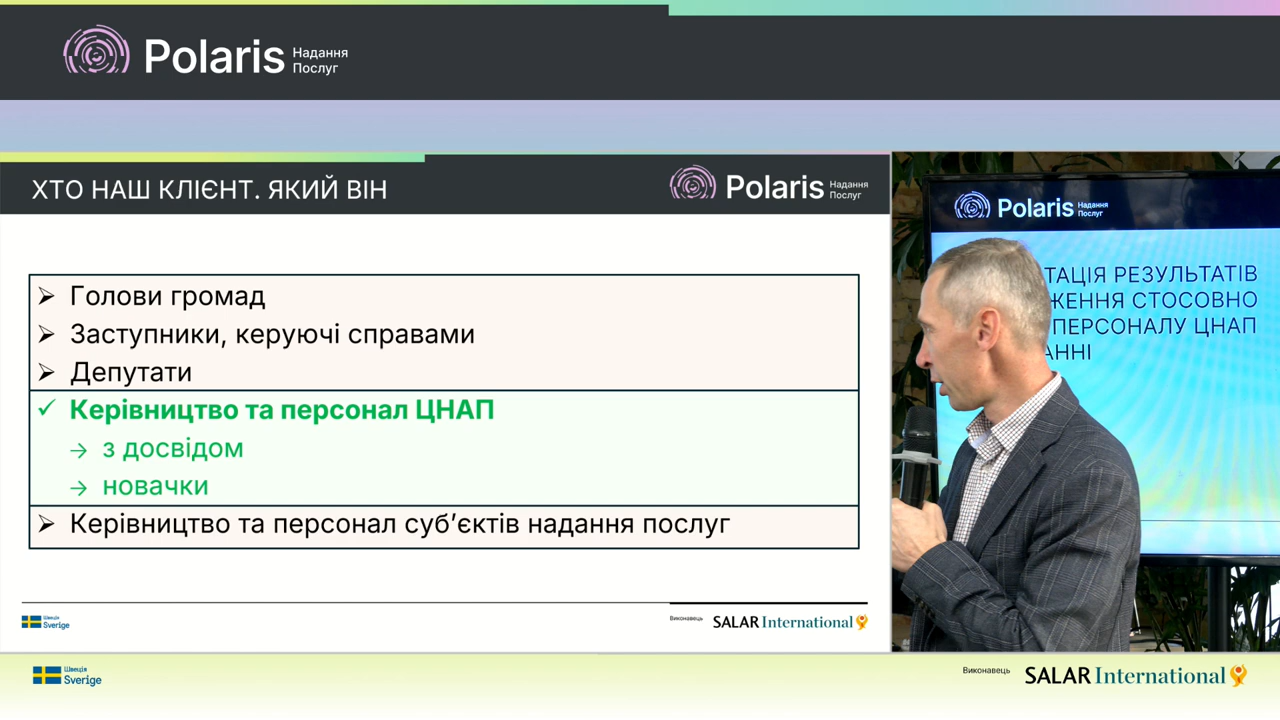 Polaris Надання
Послуг
ХТО НАШ КЛІЄНТ. ЯКИЙ ВІН
Polaris Надання
Послуг
Голови громад
Заступники, керуючі справами
Депутати
Керівництво та персонал ЦНАП
з досвідом
новачки
Керівництво та персонал суб’єктів надання послуг
Швеція
Sverige
Виконавець SALAR International
Polaris Надання
Послуг
ТАЦІЯ РЕЗУЛЬТАТІВ
ЖЕННЯ СТОСОВНО
ПЕРСОНАЛУ ЦНАП
АННІ
Швеція
Sverige
Виконавець SALAR International